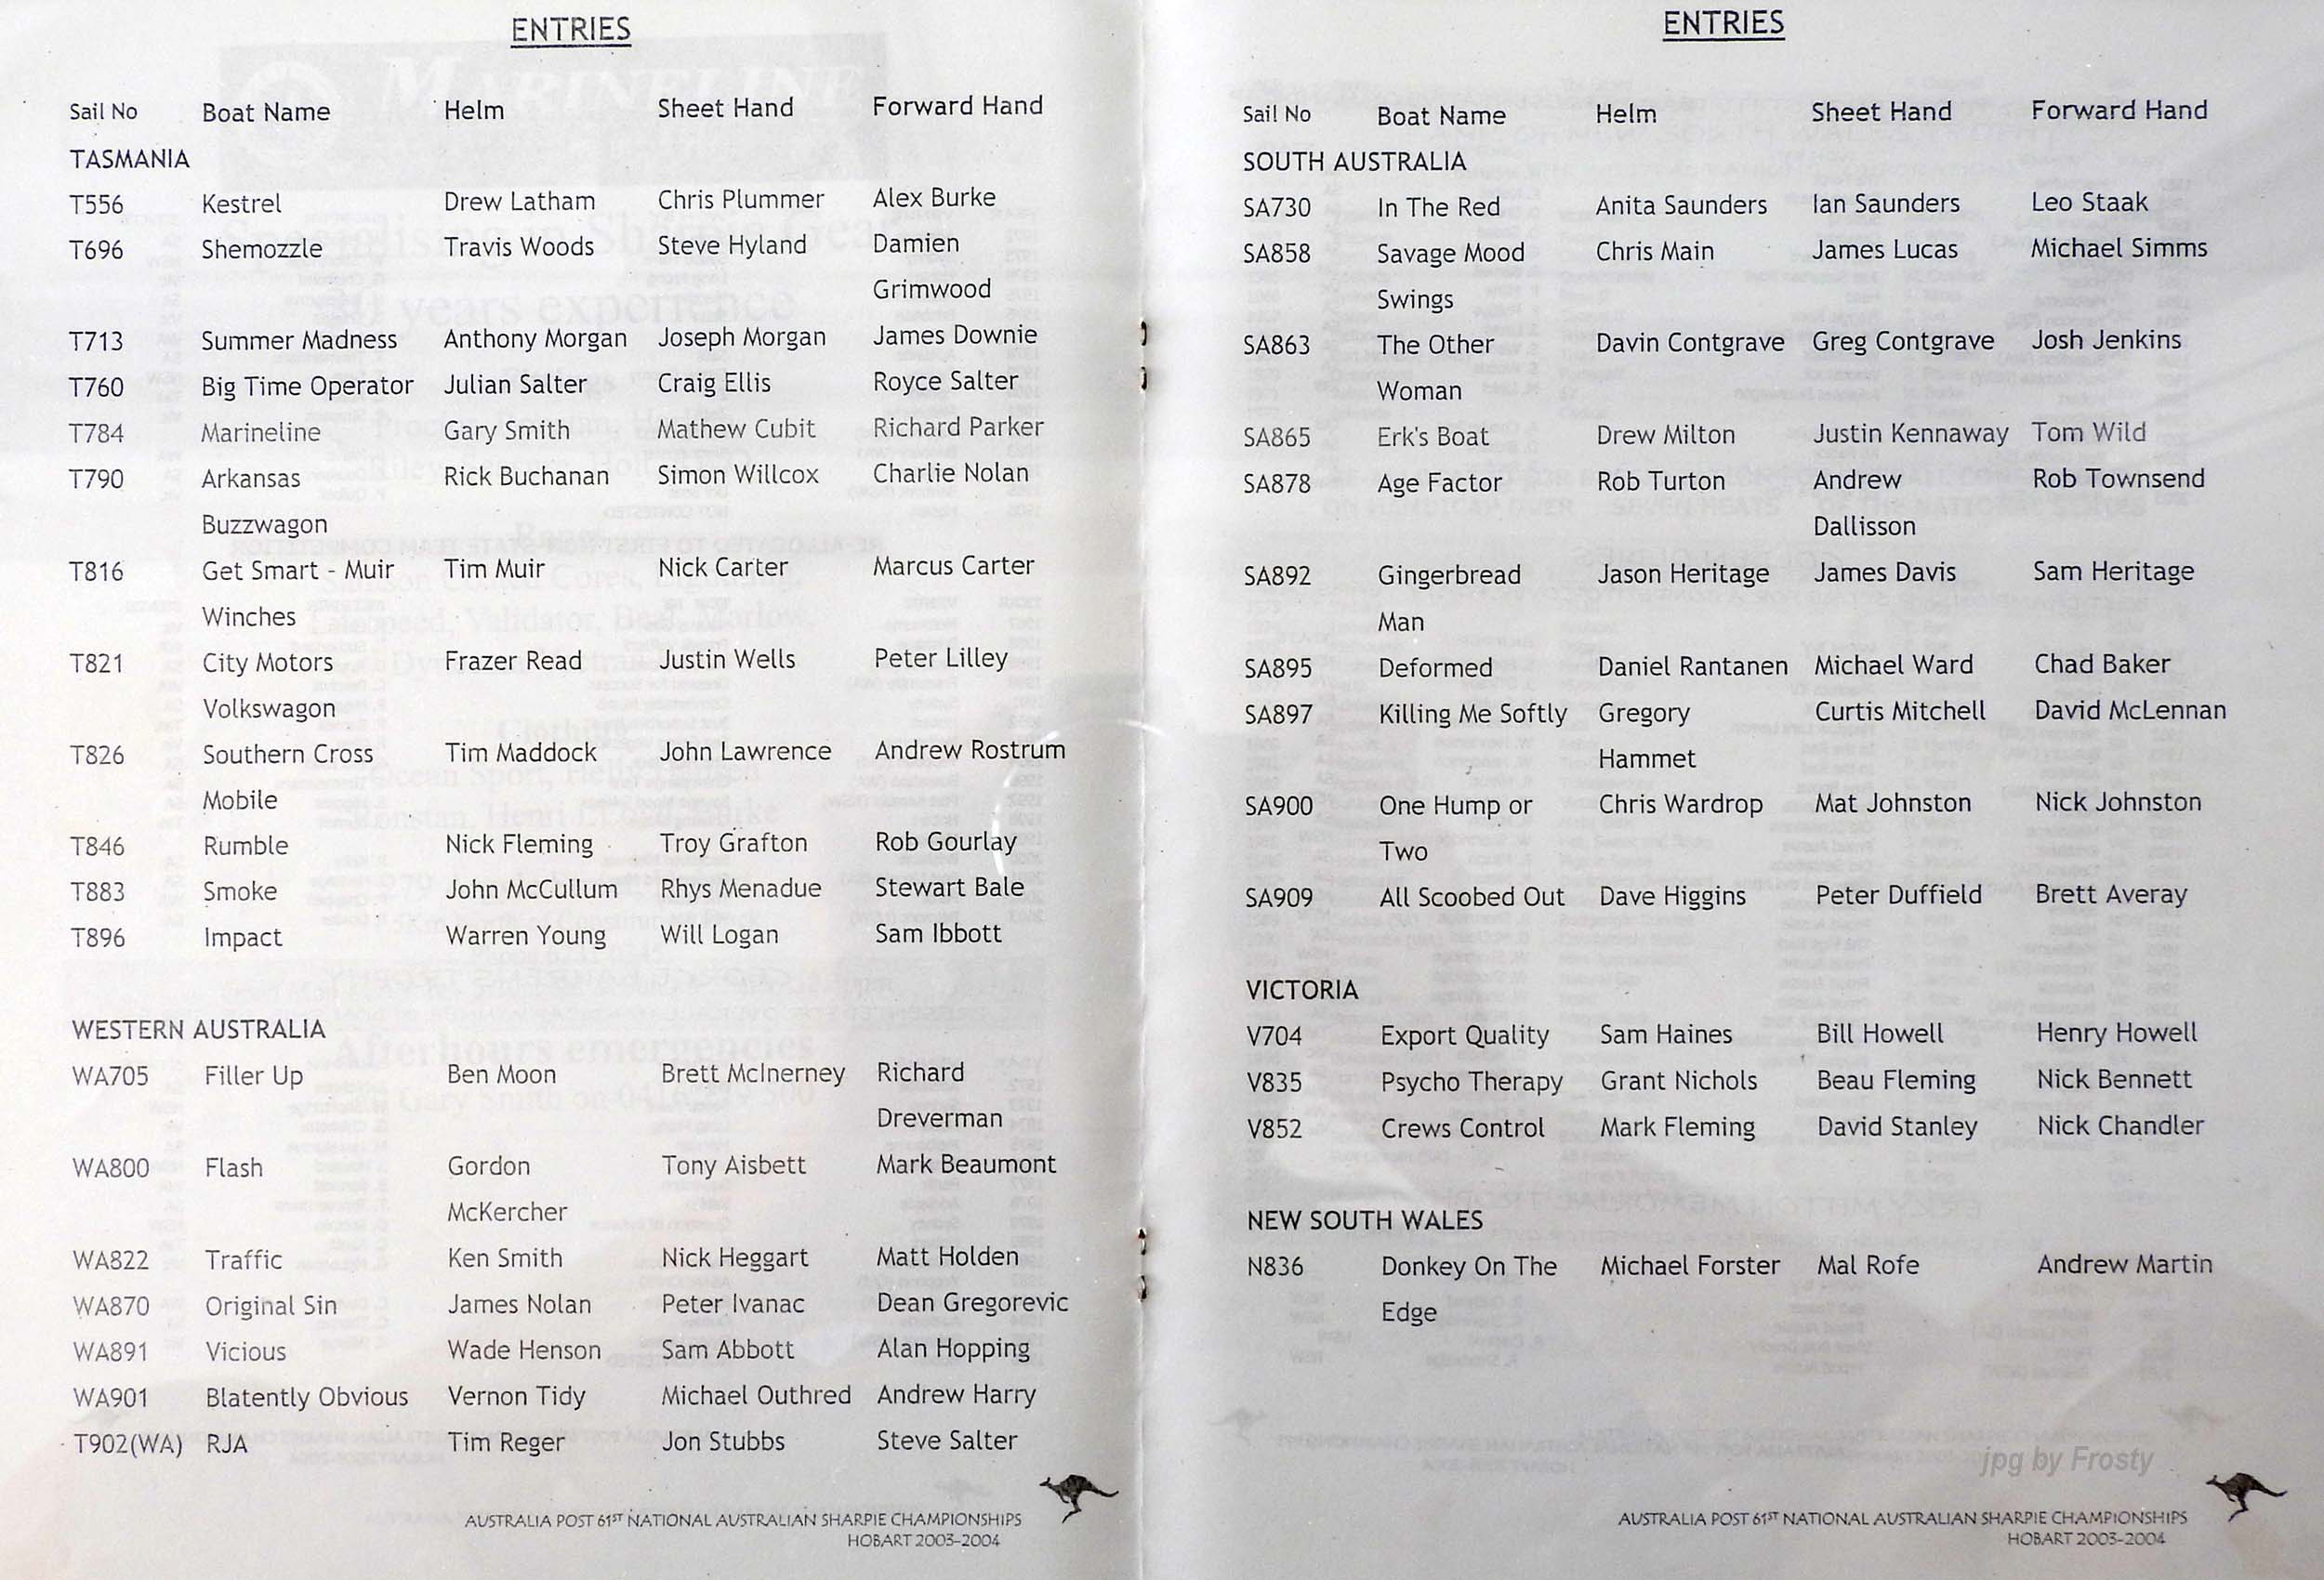 ENTRIES
Sail No Boat Name Helm Sheet Hand Forward Hand
TASMANIA
T556 Kestrel Drew Latham Chris Plummer Alex Burke
T696 Shemozzle Travis Woods Steve Hyland Damien
Grimwood
T713 Summer Madness Anthony Morgan Joseph Morgan James Downie
T760 Big Time Operator Julian Salter Craig Ellis Royce Salter
T784 Marineline Gary Smith Mathew Cubit Richard Parker
T790 Arkansas Rick Buchanan Simon Willcox Charlie Nolan
Buzzwagon
T816 Get Smart - Muir Tim Muir Nick Carter Marcus Carter
Winches
T821 City Motors Frazer Read Justin Wells Peter Lilley
Volkswagon
T826 Southern Cross Tim Maddock John Lawrence Andrew Rostrum
Mobile
T846 Rumble Nick Fleming Troy Grafton Rob Gourlay
T883 Smoke John McCullum Rhys Menadue Stewart Bale
T896 Impact Warren Young Will Logan Sam Ibbott
WESTERN AUSTRALIA
WA705 Filler Up Ben Moon Brett McInerney Richard
Dreverman
WA800 Flash Gordon Tony Aisbett Mark Beaumont
McKercher
WA822 Traffic Ken Smith Nick Heggart Matt Holden
WA870 Original Sin James Nolan Peter Ivanac Dean Gregorevic
WA891 Vicious Wade Henson Sam Abbott Alan Hopping
WA901 Blatently Obvious Vernon Tidy Michael Outhred Andrew Harry
T902(WA) RJA Tim Reger Jon Stubbs Steve Salter
AUSTRALIA POST 61ST NATIONAL AUSTRALIAN SHARPIE CHAMPIONSHIPS
HOBART 2003-2004
ENTRIES
Sail No Boat Name Helm Sheet Hand Forward Hand
SOUTH AUSTRALIA
SA730 In The Red Anita Saunders Ian Saunders Leo Staak
SA858 Savage Mood Chris Main James Lucas Michael Simms
Swings
SA863 The Other Davin Contgrave Greg Contgrave Josh Jenkins
Woman
SA865 Erk's Boat Drew Milton Justin Kennaway Tom Wild
SA878 Age Factor Rob Turton Andrew Rob Townsend
Dallisson
SA892 Gingerbread Jason Heritage James Davis Sam Heritage
Man
SA895 Deformed Daniel Rantanen Michael Ward Chad Baker
SA897 Killing Me Softly Gregory Curtis Mitchell David McLennan
Hammet
SA900 One Hump or Chris Wardrop Mat Johnston Nick Johnston
Two
SA909 All Scoobed Out Dave Higgins Peter Duffield Brett Averay
VICTORIA
V704 Export Quality Sam Haines Bill Howell Henry Howell
V835 Psycho Therapy Grant Nichols Beau Fleming Nick Bennett
V852 Crews Control Mark Fleming David Stanley Nick Chandler
NEW SOUTH WALES
N836 Donkey On The Michael Forster Mal Rofe Andrew Martin
Edge
jpg by Frosty
AUSTRALIA POST 61ST NATIONAL AUSTRALIAN SHARPIE CHAMPIONSHIPS
HOBART 2003-2004